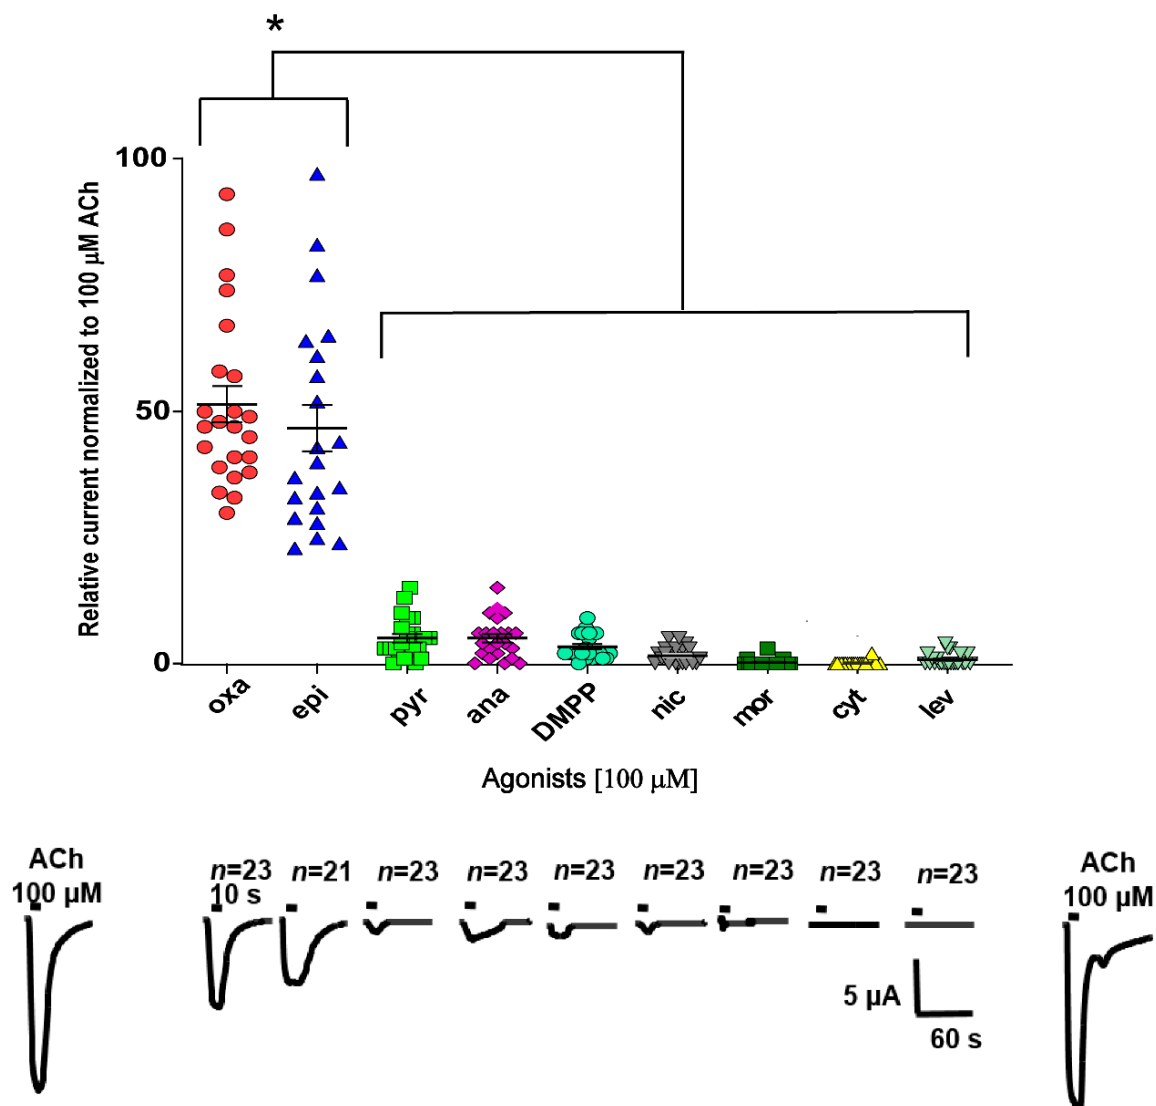 *
100
50
0
Relative current normalized to 100 µM ACh
oxa
epi
pyr
ana
DMPP
nic
mor
cyt
lev
Agonists [100 µM]
ACh
100 µM
n=23
10 s
n=21
n=23
n=23
n=23
n=23
n=23
n=23
n=23
ACh
100 µM
5 µA
60 s